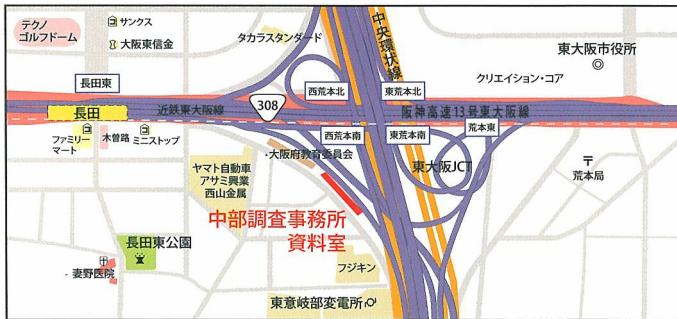 テクノ
ゴルフドーム
サンクス
大阪東信金
タカラスタンダード
中央環状線
東大阪市役所
クリエイション・コア
長田東
西荒本北
東荒本北
長田
近鉄東大阪線
308
阪神高速13号東大阪線
西荒本南
東荒本南
荒本東
ファミリー
マート
木曽路
ミニストップ
大阪府教育委員会
東大阪JCT
荒本局
ヤマト自動車
アサミ興業
西山金属
中部調査事務所
資料室
長田東公園
妻野医院
フジキン
東意岐部変電所